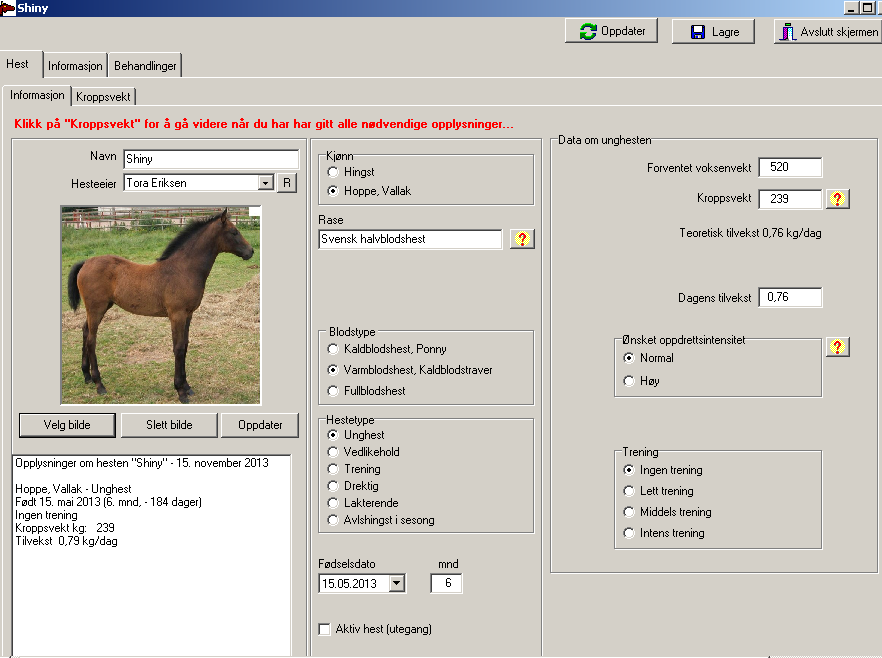 Shiny
Oppdater
Lagre
Avslutt skjermen
Hest
Informasjon
Behandlinger
Informasjon
Kroppsvekt
Klikk på "Kroppsvekt" for å gå videre når du har har gitt alle nødvendige opplysninger...
Navn
Shiny
Hesteeier
Tora Eriksen
R
Velg bilde
Slett bilde
Oppdater
Opplysninger om hesten "Shiny" - 15. november 2013
Hoppe, Vallak - Unghest
Født 15. mai 2013 (6. mnd, - 184 dager)
Ingen trening
Kroppsvekt kg: 239
Tilvekst 0,79 kg/dag
Kjønn
Hingst
Hoppe, Vallak
Rase
Svensk halvblodshest
?
Blodstype
Kaldblodshest, Ponny
Varmblodshest, Kaldblodstraver
Fullblodshest
Hestetype
Unghest
Vedlikehold
Trening
Drektig
Lakterende
Avlshingst i sesong
Fødselsdato
mnd
15.05.2013
6
Aktiv hest (utegang)
Data om unghesten
Forventet voksenvekt
520
Kroppsvekt
239
?
Teoretisk tilvekst 0,76 kg/dag
Dagens tilvekst
0,76
Ønsket oppdrettsintensitet
?
Normal
Høy
Trening
Ingen trening
Lett trening
Middels trening
Intens trening